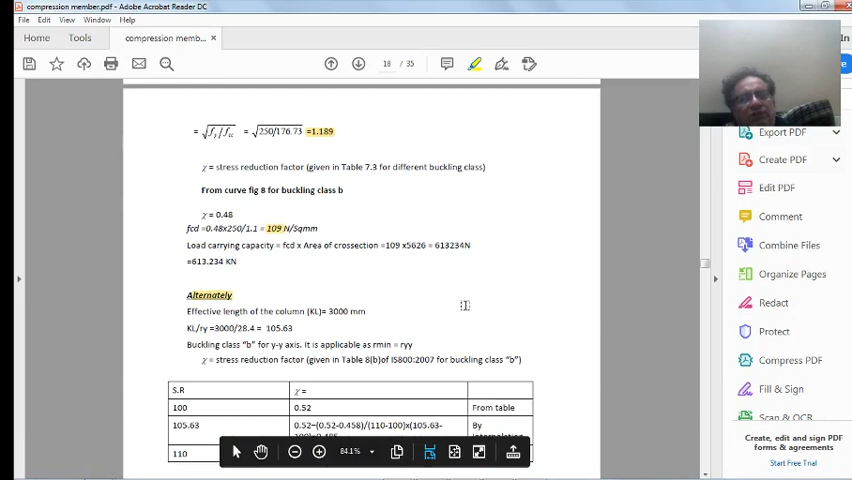 compression member.pdf - Adobe Acrobat Reader DC
File Edit View Window Help
Home Tools compression memb... ×
In
18 / 35
= √fy/fcc = √250/176.73 =1.189
χ = stress reduction factor (given in Table 7.3 for different buckling class)
From curve fig 8 for buckling class b
χ = 0.48
fcd =0.48x250/1.1 = 109 N/Sqmm
Load carrying capacity = fcd x Area of crossection =109 x5626 = 613234N
=613.234 KN
Alternately
Effective length of the column (KL)= 3000 mm
KL/ry =3000/28.4 = 105.63
Buckling class “b” for y-y axis. It is applicable as rmin = ryy
χ = stress reduction factor (given in Table 8(b)of IS800:2007 for buckling class “b”)
S.R χ =
100 0.52 From table
105.63 0.52–(0.52-0.458)/(110-100)x(105.63- By
110
84.1%
Export PDF
Create PDF
Edit PDF
Comment
Combine Files
Organize Pages
Redact
Protect
Compress PDF
Fill & Sign
Scan & OCR
Create, edit and sign PDF
forms & agreements
Start Free Trial